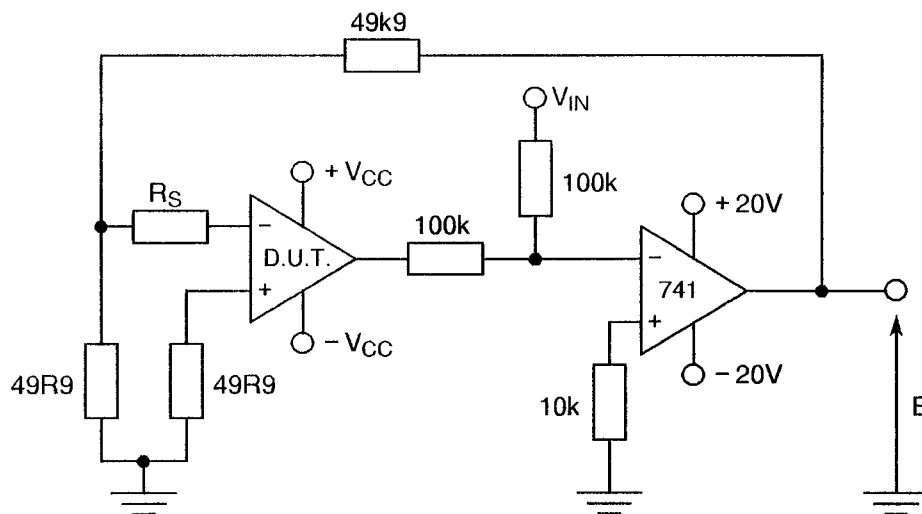 49k9
V_IN
R_S
+ V_CC
100k
100k
+ 20V
−
D.U.T.
+
−
741
+
− V_CC
− 20V
49R9
49R9
10k
E